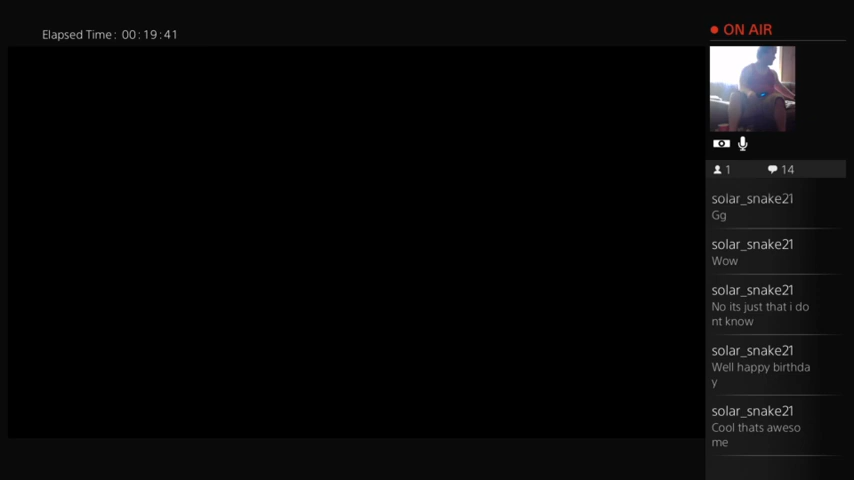 Elapsed Time: 00:19:41
ON AIR
1 14
solar_snake21
Gg
solar_snake21
Wow
solar_snake21
No its just that i do
nt know
solar_snake21
Well happy birthda
y
solar_snake21
Cool thats aweso
me